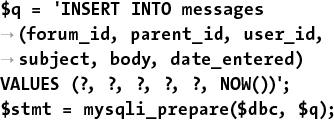 $q = 'INSERT INTO messages
→ (forum_id, parent_id, user_id,
→ subject, body, date_entered)
VALUES (?, ?, ?, ?, ?, NOW())';
$stmt = mysqli_prepare($dbc, $q);